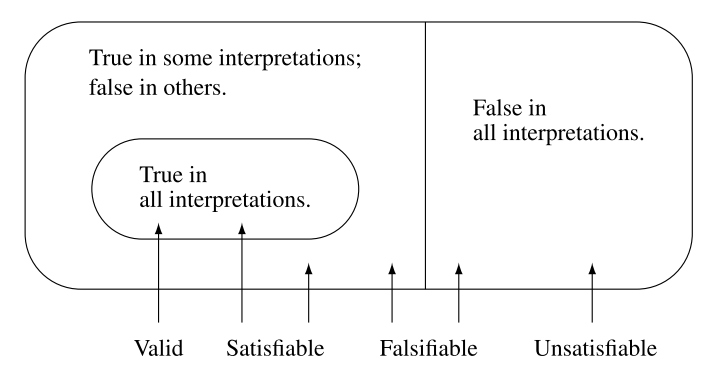 True in some interpretations;
false in others.
False in
all interpretations.
True in
all interpretations.
Valid Satisfiable Falsifiable Unsatisfiable